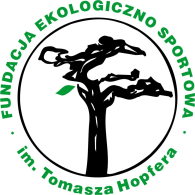 FUNDACJA EKOLOGICZNO SPORTOWA
im. Tomasza Hopfera